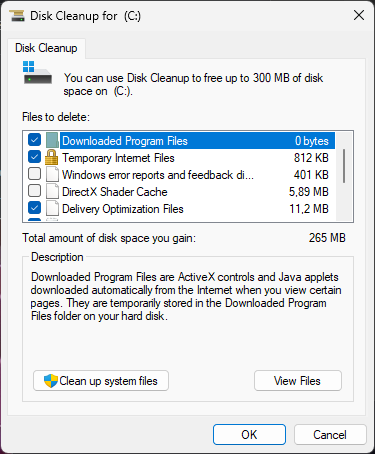 Disk Cleanup for (C:)
Disk Cleanup
You can use Disk Cleanup to free up to 300 MB of disk
space on (C:).
Files to delete:
Downloaded Program Files 0 bytes
Temporary Internet Files 812 KB
Windows error reports and feedback di... 401 KB
DirectX Shader Cache 5,89 MB
Delivery Optimization Files 11,2 MB
Total amount of disk space you gain: 265 MB
Description
Downloaded Program Files are ActiveX controls and Java applets
downloaded automatically from the Internet when you view certain
pages. They are temporarily stored in the Downloaded Program
Files folder on your hard disk.
Clean up system files View Files
OK Cancel